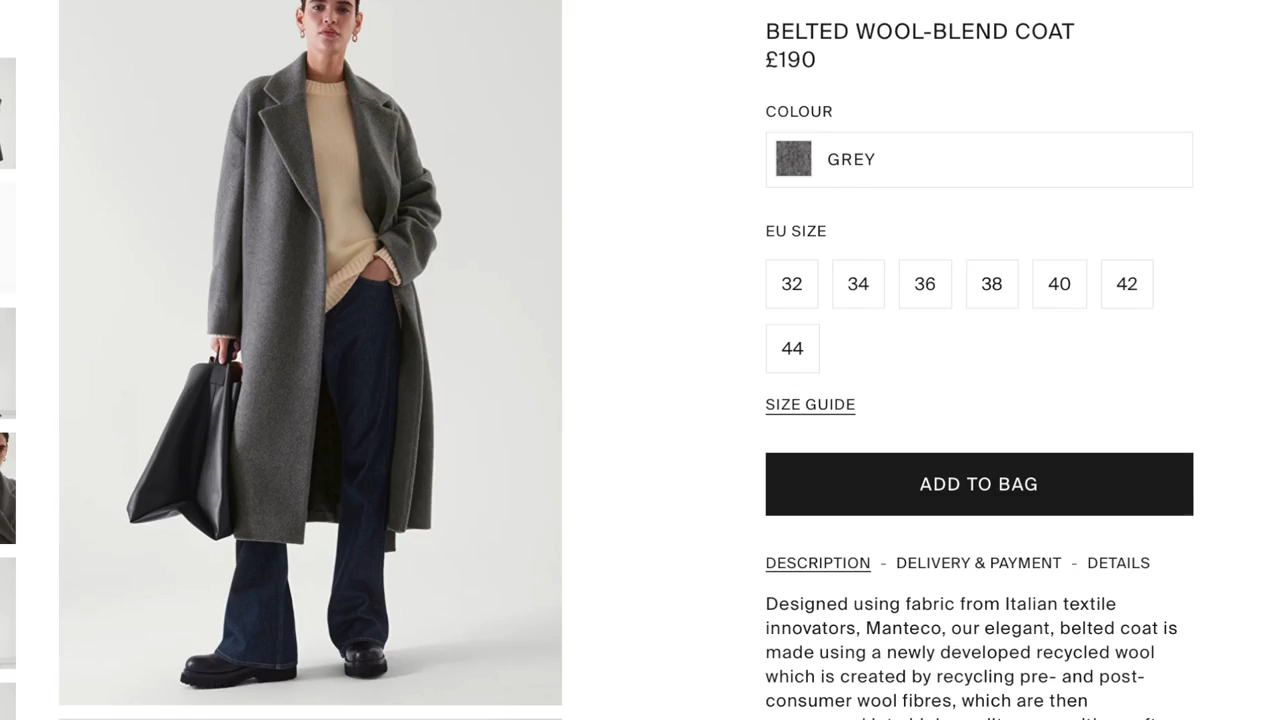 BELTED WOOL-BLEND COAT
£190
COLOUR
GREY
EU SIZE
32 34 36 38 40 42
44
SIZE GUIDE
ADD TO BAG
DESCRIPTION - DELIVERY & PAYMENT - DETAILS
Designed using fabric from Italian textile
innovators, Manteco, our elegant, belted coat is
made using a newly developed recycled wool
which is created by recycling pre- and post-
consumer wool fibres, which are then